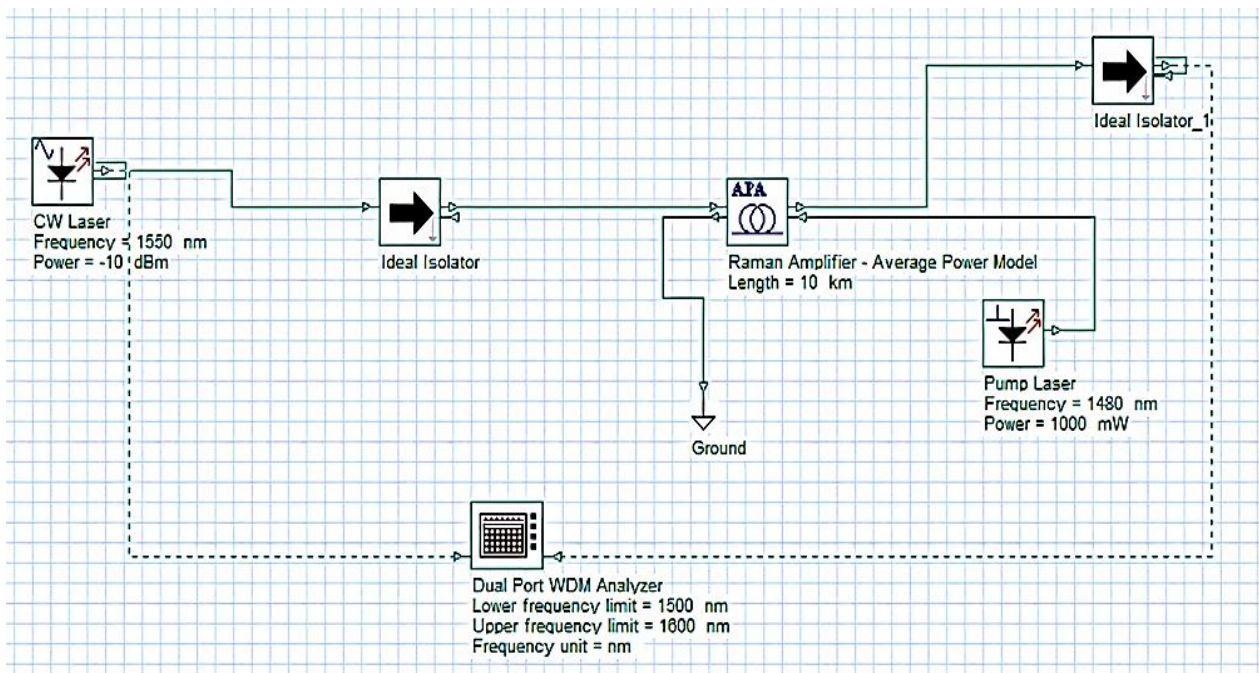 Ideal Isolator_1
CW Laser
Frequency = 1550 nm
Power = -10 dBm
Ideal Isolator
APA
Raman Amplifier - Average Power Model
Length = 10 km
Pump Laser
Frequency = 1480 nm
Power = 1000 mW
Ground
Dual Port WDM Analyzer
Lower frequency limit = 1500 nm
Upper frequency limit = 1600 nm
Frequency unit = nm